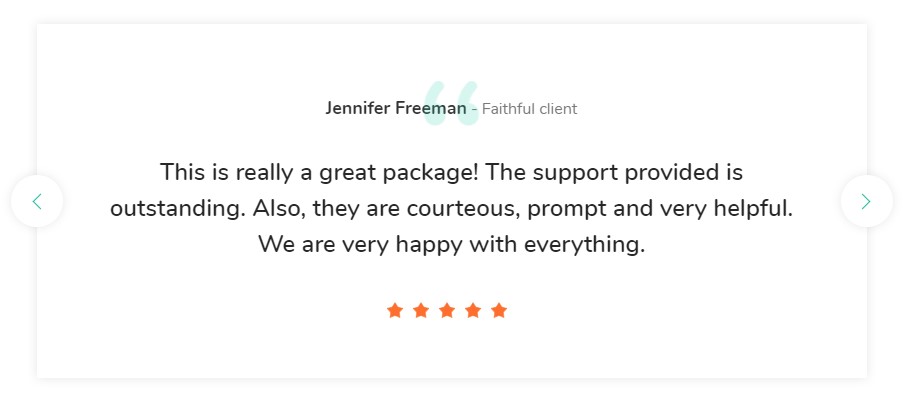 Jennifer Freeman - Faithful client
This is really a great package! The support provided is
outstanding. Also, they are courteous, prompt and very helpful.
We are very happy with everything.